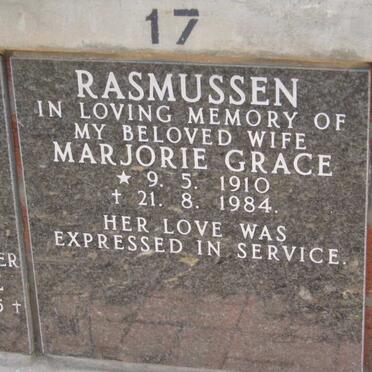 17
RASMUSSEN
IN LOVING MEMORY OF
MY BELOVED WIFE
MARJORIE GRACE
★ 9. 5. 1910
† 21. 8. 1984.
HER LOVE WAS
EXPRESSED IN SERVICE.